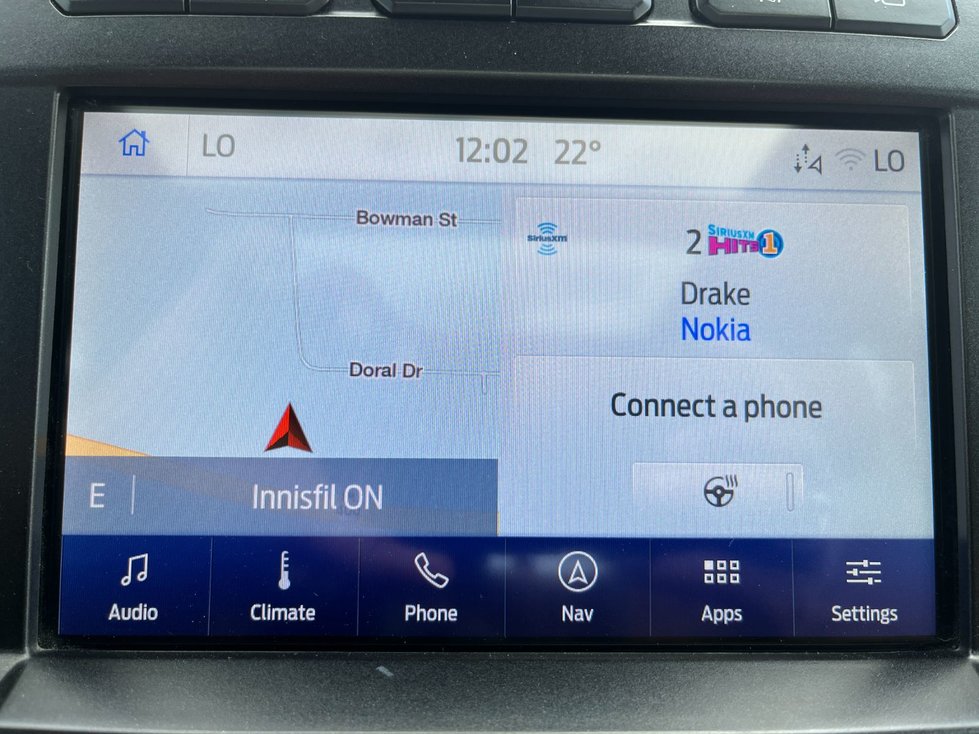 LO 12:02 22° LO
Bowman St
Doral Dr
SiriusXM
2 SIRIUSXM HITS 1
Drake
Nokia
Connect a phone
E Innisfil ON
Audio Climate Phone Nav Apps Settings